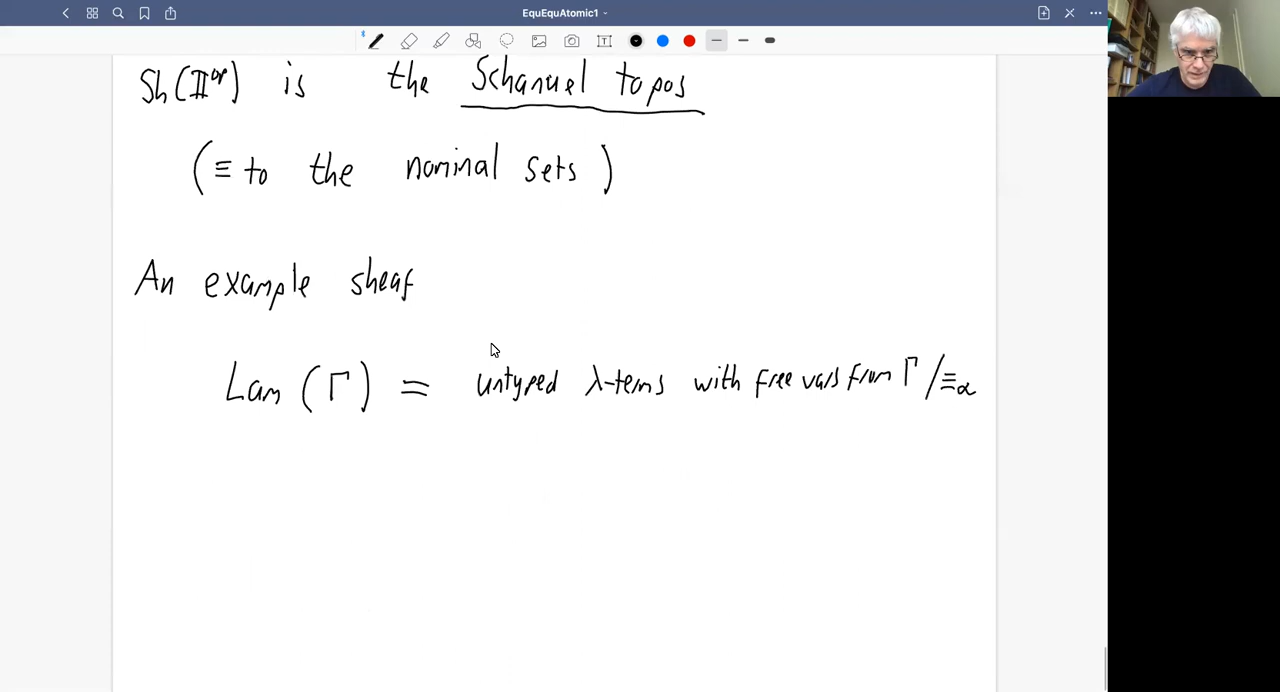 EquEquAtomic1
Sh(𝕀ᵒᵖ) is the Schanuel topos
(≡ to the nominal sets)
An example sheaf
Lam (Γ) = untyped λ-terms with free vars from Γ/≡α